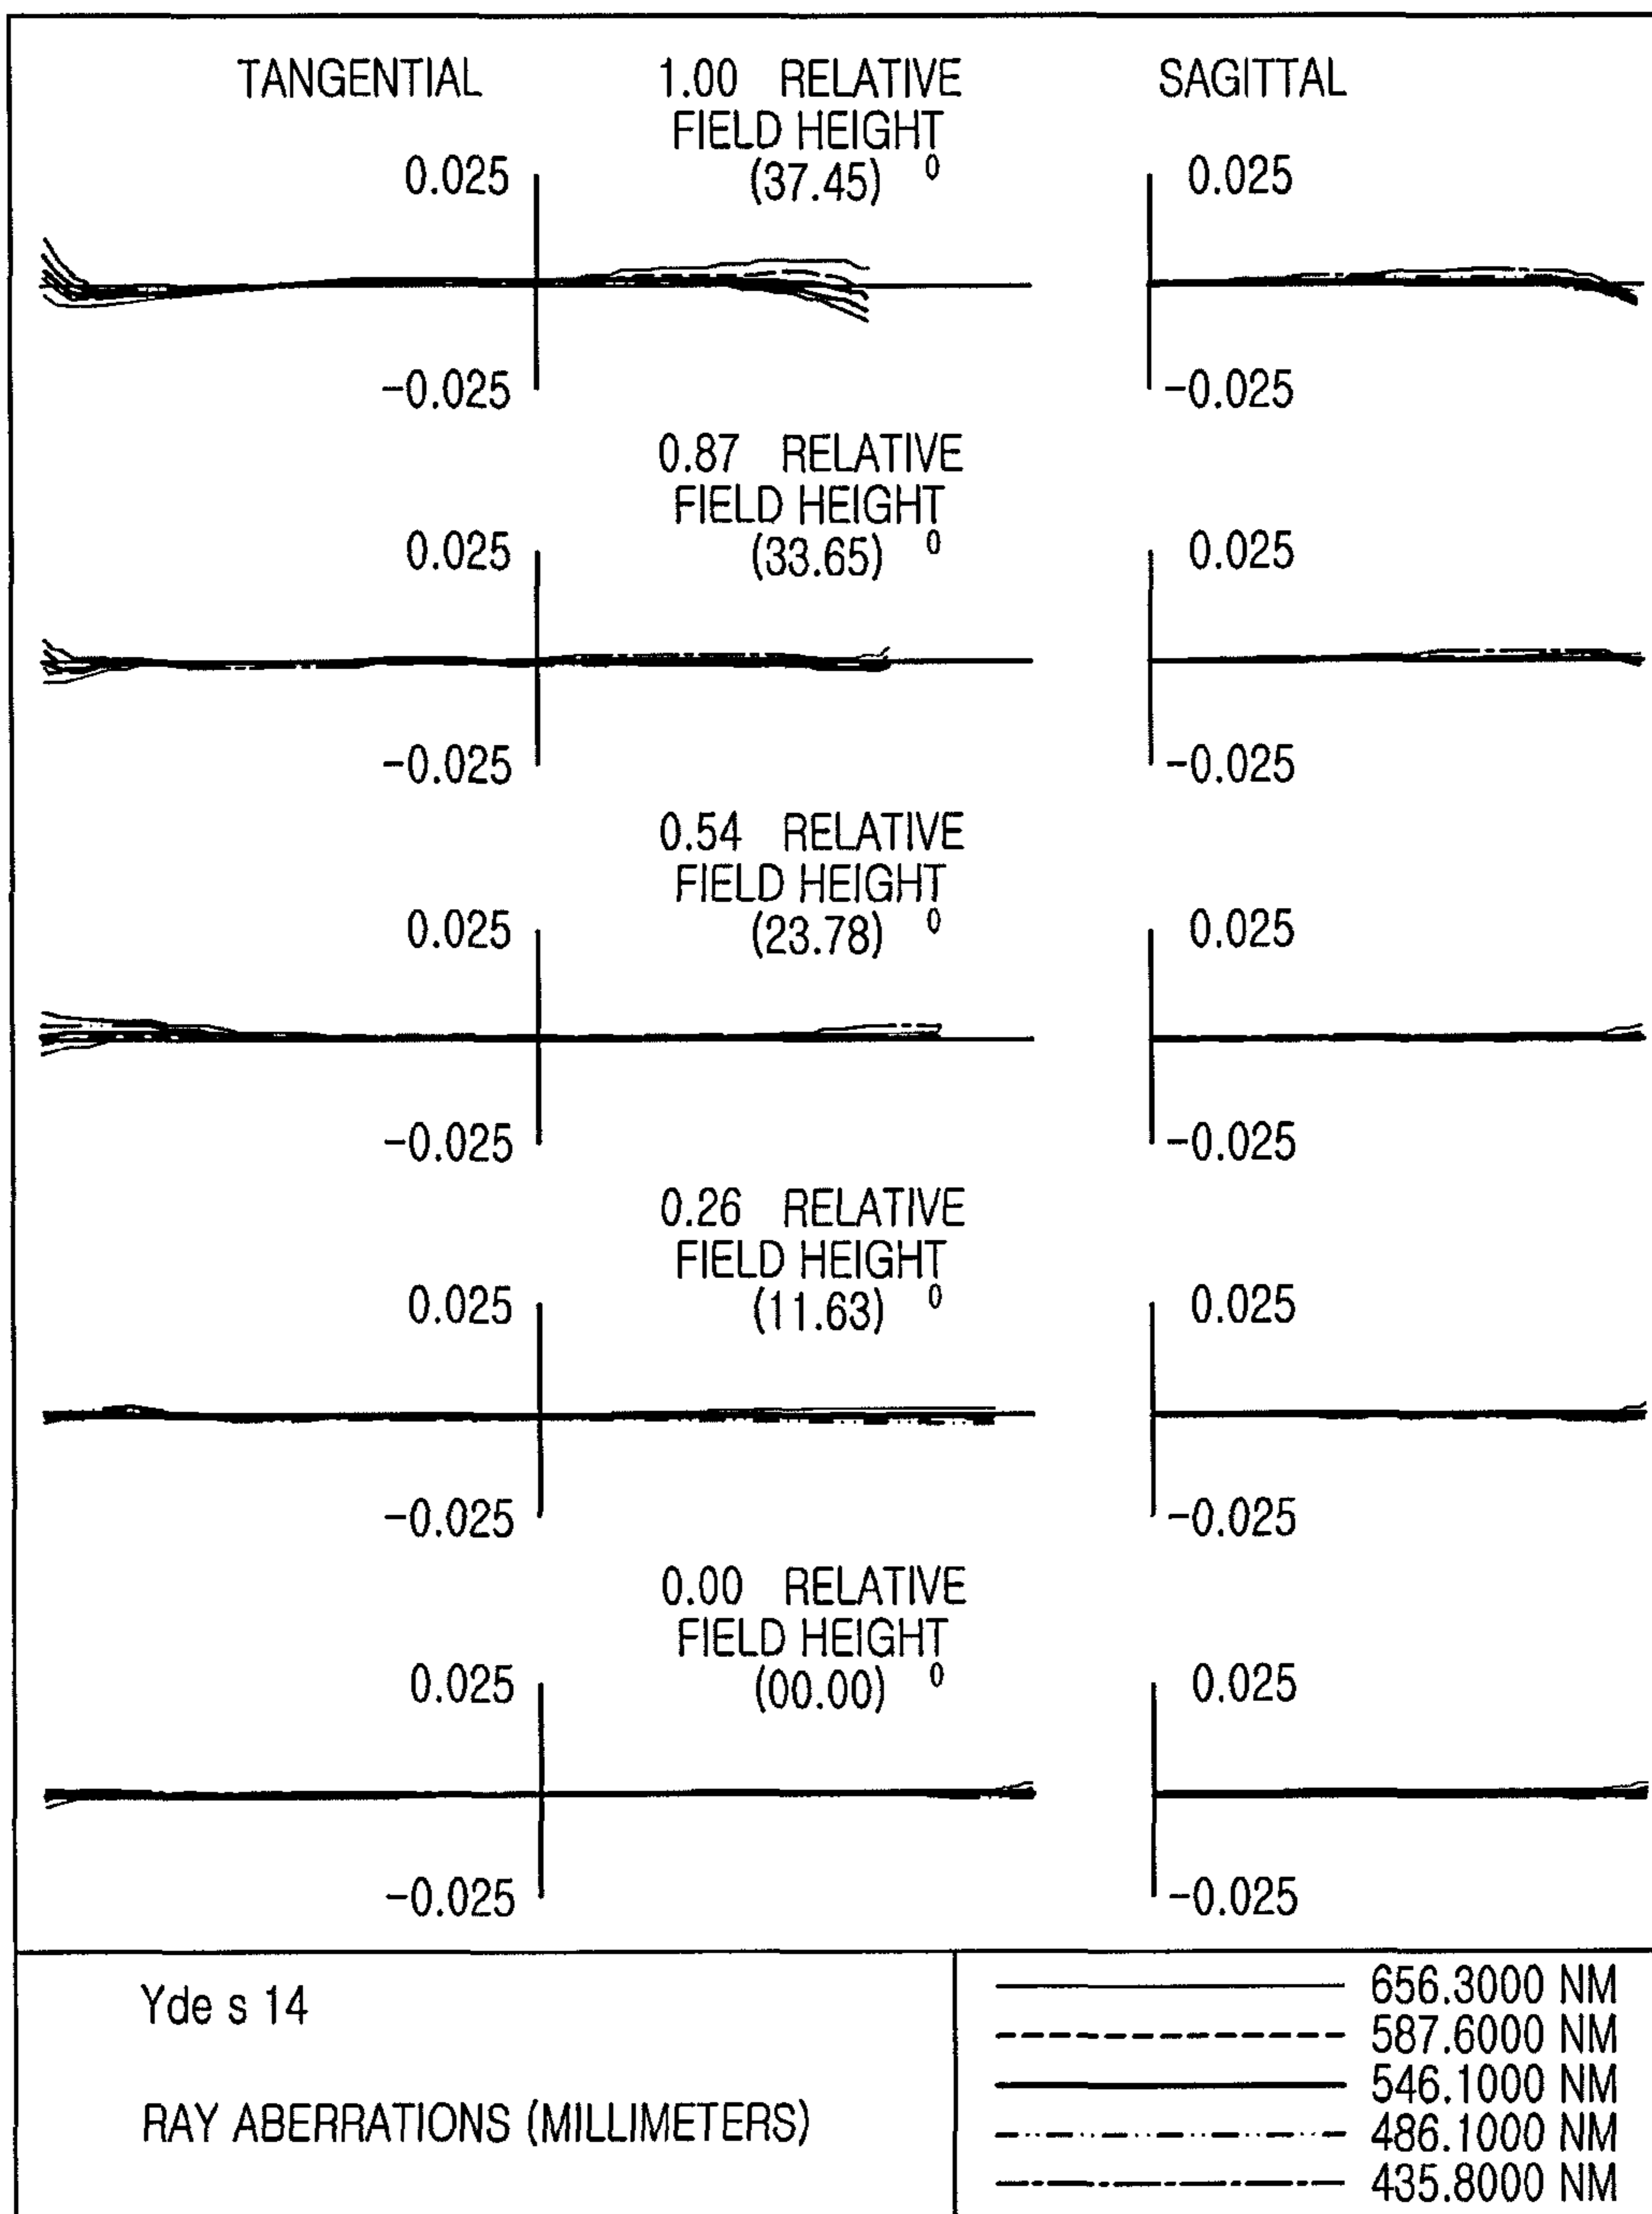 TANGENTIAL 1.00 RELATIVE SAGITTAL
FIELD HEIGHT
0.025 (37.45) 0 0.025
-0.025 -0.025
0.87 RELATIVE
FIELD HEIGHT
0.025 (33.65) 0 0.025
-0.025 -0.025
0.54 RELATIVE
FIELD HEIGHT
0.025 (23.78) 0 0.025
-0.025 -0.025
0.26 RELATIVE
FIELD HEIGHT
0.025 (11.63) 0 0.025
-0.025 -0.025
0.00 RELATIVE
FIELD HEIGHT
0.025 (00.00) 0 0.025
-0.025 -0.025
Yde s 14
RAY ABERRATIONS (MILLIMETERS)
656.3000 NM
587.6000 NM
546.1000 NM
486.1000 NM
435.8000 NM